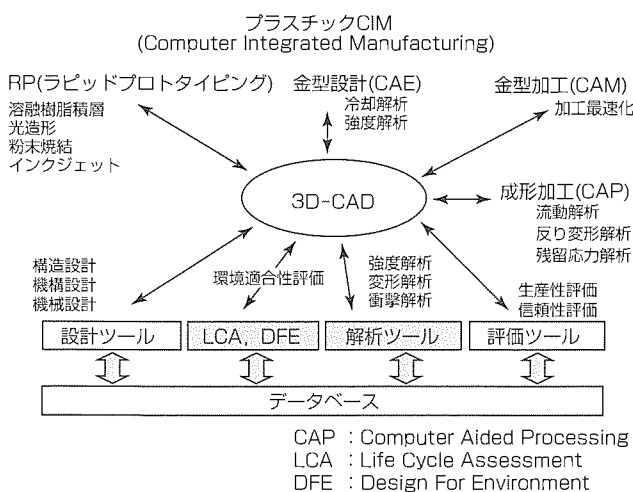 プラスチックCIM
(Computer Integrated Manufacturing)
RP(ラピッドプロトタイピング)
溶融樹脂積層
光造形
粉末焼結
インクジェット
金型設計(CAE)
冷却解析
強度解析
金型加工(CAM)
加工最速化
3D-CAD
成形加工(CAP)
流動解析
反り変形解析
残留応力解析
構造設計
機構設計
機械設計
環境適合性評価
強度解析
変形解析
衝撃解析
生産性評価
信頼性評価
設計ツール
LCA, DFE
解析ツール
評価ツール
データベース
CAP : Computer Aided Processing
LCA : Life Cycle Assessment
DFE : Design For Environment